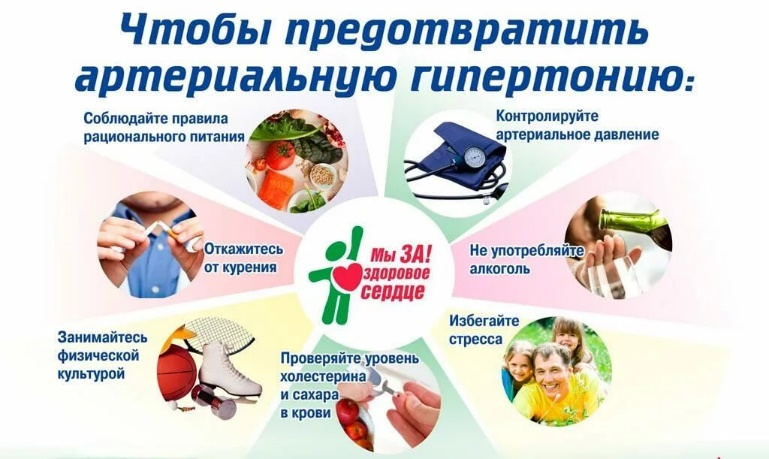 Чтобы предотвратить
артериальную гипертонию:
Соблюдайте правила
рационального питания
Контролируйте
артериальное давление
Откажитесь
от курения
Мы ЗА!
здоровое
сердце
Не употребляйте
алкоголь
Занимайтесь
физической
культурой
Проверяйте уровень
холестерина
и сахара
в крови
Избегайте
стресса